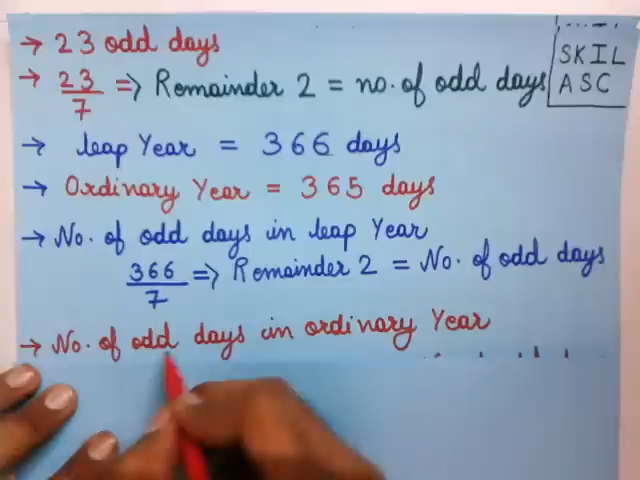 → 23 odd days
→ 23/7 => Remainder 2 = no. of odd days
SKIL
ASC
→ leap Year = 366 days
→ Ordinary Year = 365 days
→ No. of odd days in leap Year
366/7 => Remainder 2 = No. of odd days
→ No. of odd days in ordinary Year